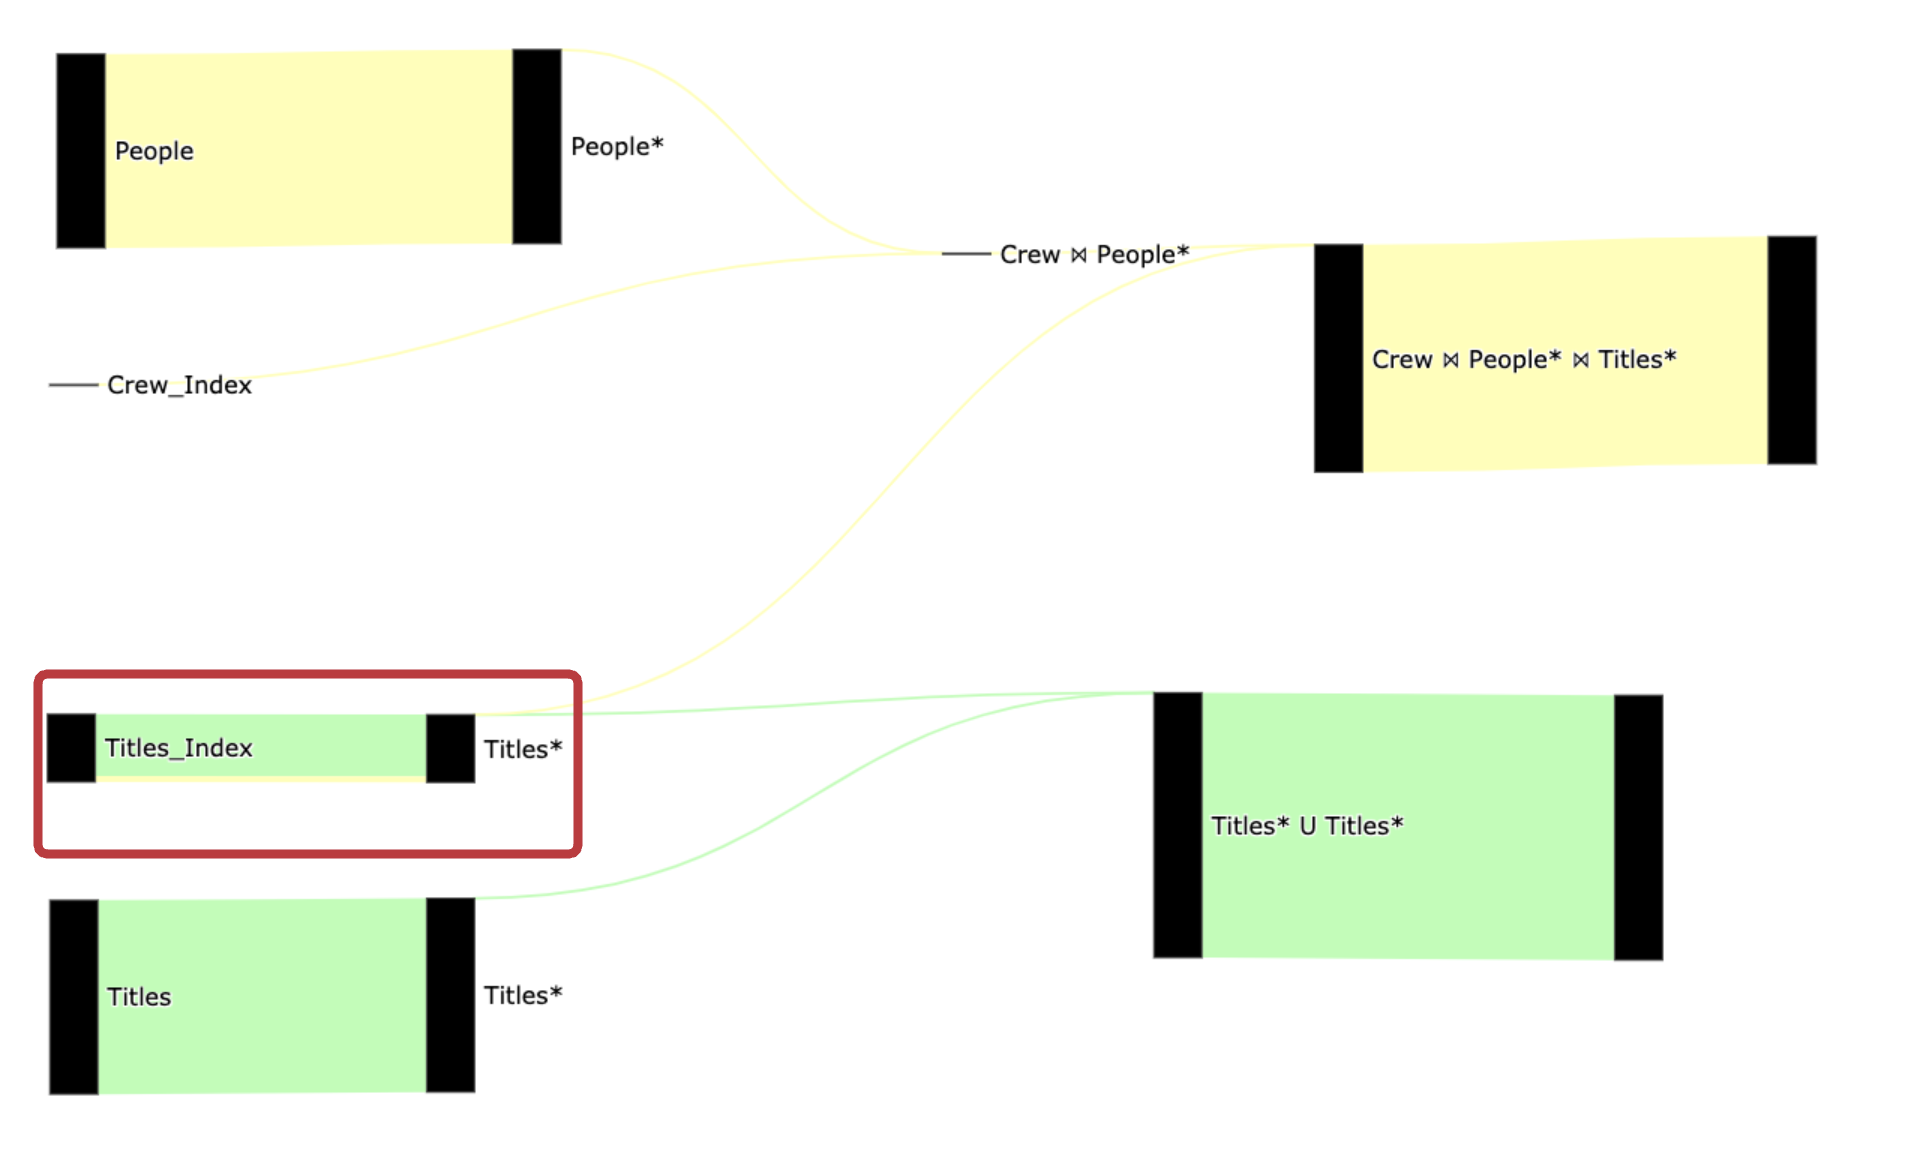 People
People*
Crew ⋈ People*
Crew ⋈ People* ⋈ Titles*
Crew_Index
Titles_Index
Titles*
Titles* U Titles*
Titles
Titles*